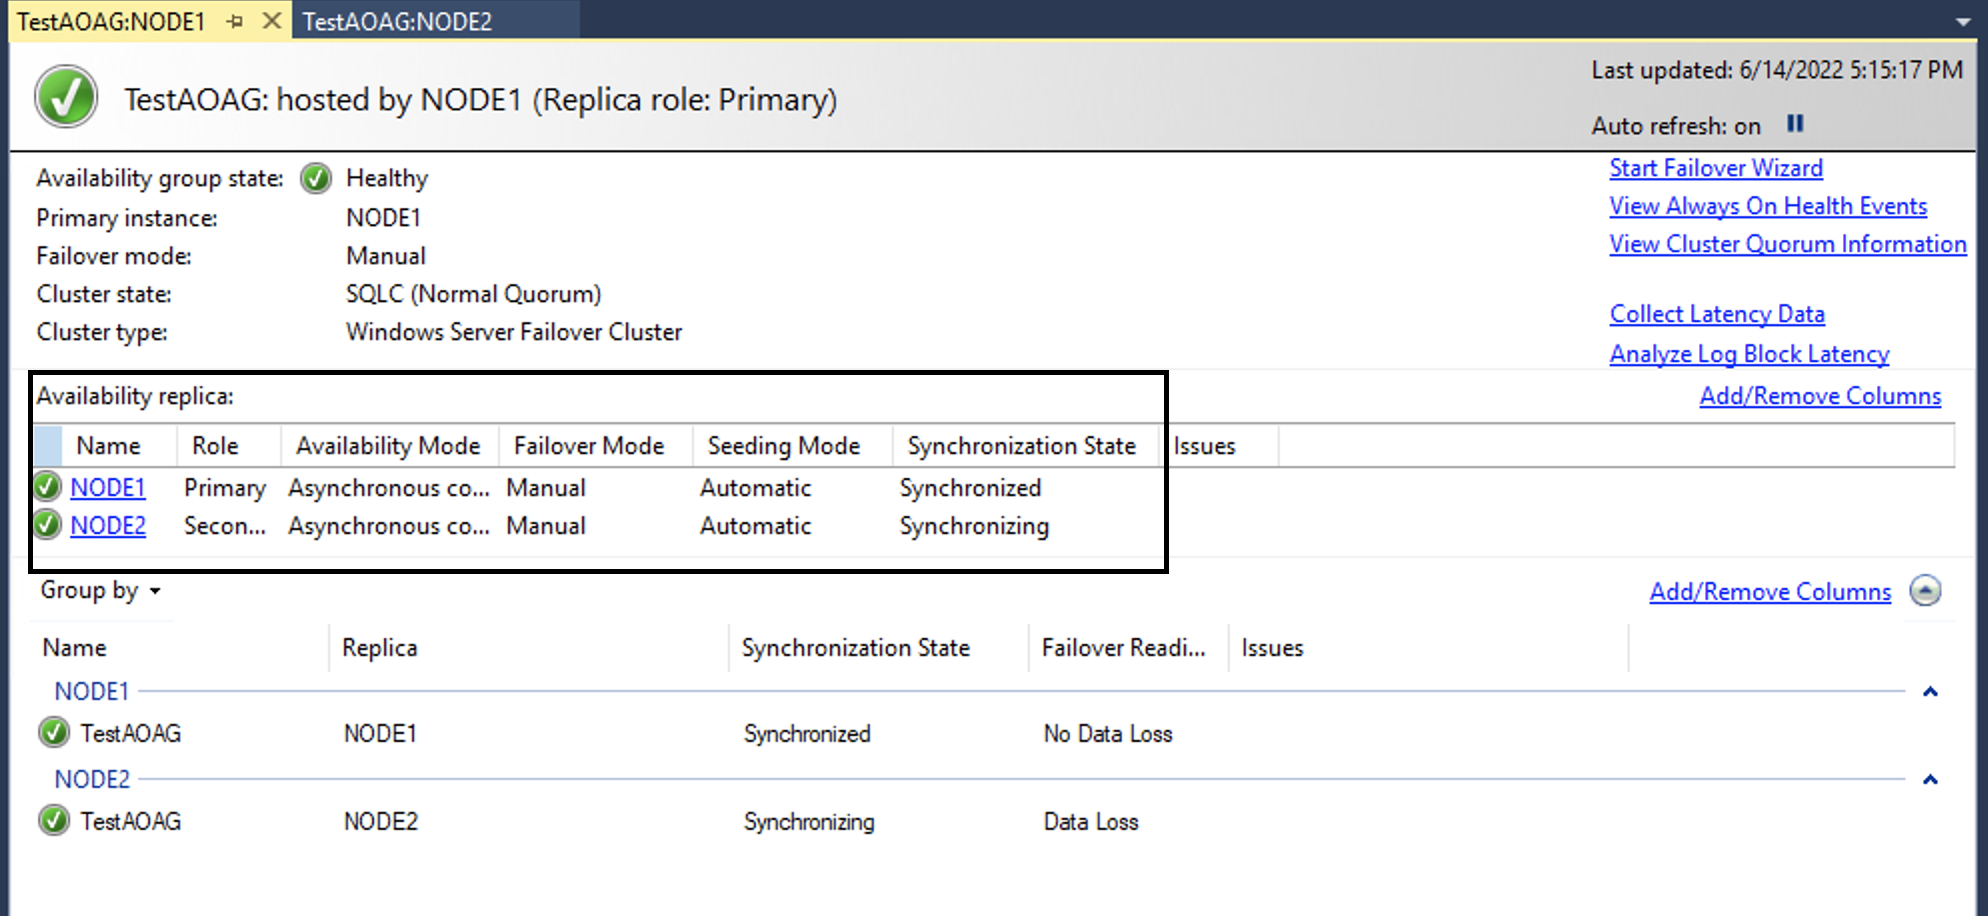 TestAOAG:NODE1 TestAOAG:NODE2
TestAOAG: hosted by NODE1 (Replica role: Primary)
Last updated: 6/14/2022 5:15:17 PM
Auto refresh: on
Availability group state: Healthy
Primary instance: NODE1
Failover mode: Manual
Cluster state: SQLC (Normal Quorum)
Cluster type: Windows Server Failover Cluster
Start Failover Wizard
View Always On Health Events
View Cluster Quorum Information
Collect Latency Data
Analyze Log Block Latency
Availability replica: Add/Remove Columns
Name Role Availability Mode Failover Mode Seeding Mode Synchronization State Issues
NODE1 Primary Asynchronous co... Manual Automatic Synchronized
NODE2 Secon... Asynchronous co... Manual Automatic Synchronizing
Group by Add/Remove Columns
Name Replica Synchronization State Failover Readi... Issues
NODE1
TestAOAG NODE1 Synchronized No Data Loss
NODE2
TestAOAG NODE2 Synchronizing Data Loss